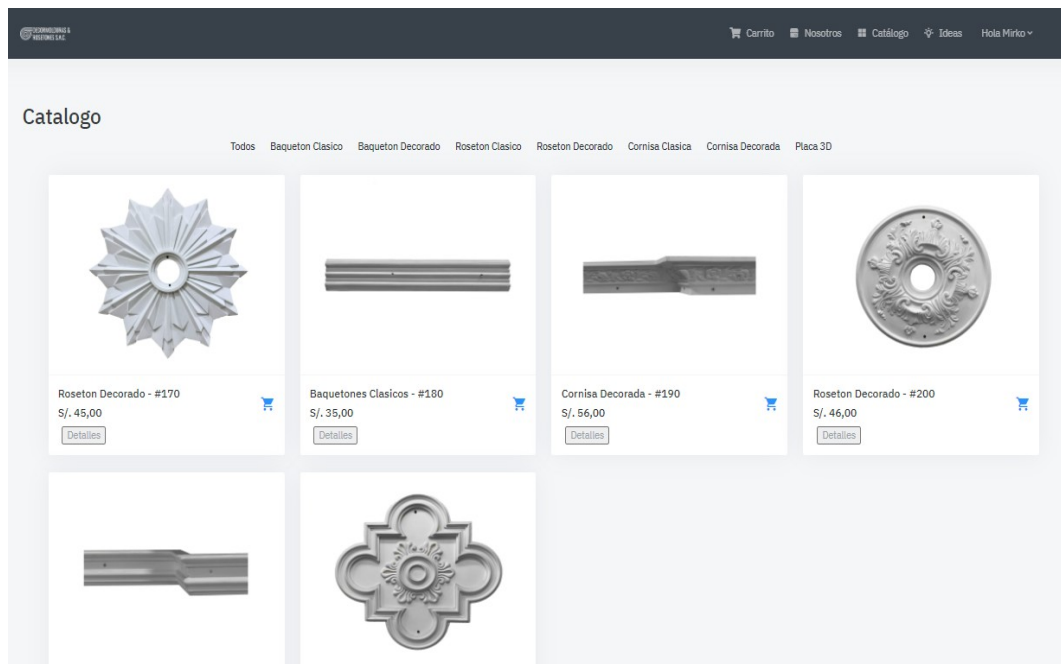 DECORMOLDURAS &
ROSETONES S.A.C.
Carrito Nosotros Catálogo Ideas Hola Mirko
Catalogo
Todos Baqueton Clasico Baqueton Decorado Roseton Clasico Roseton Decorado Cornisa Clasica Cornisa Decorada Placa 3D
Roseton Decorado - #170
S/. 45,00
Detalles
Baquetones Clasicos - #180
S/. 35,00
Detalles
Cornisa Decorada - #190
S/. 56,00
Detalles
Roseton Decorado - #200
S/. 46,00
Detalles